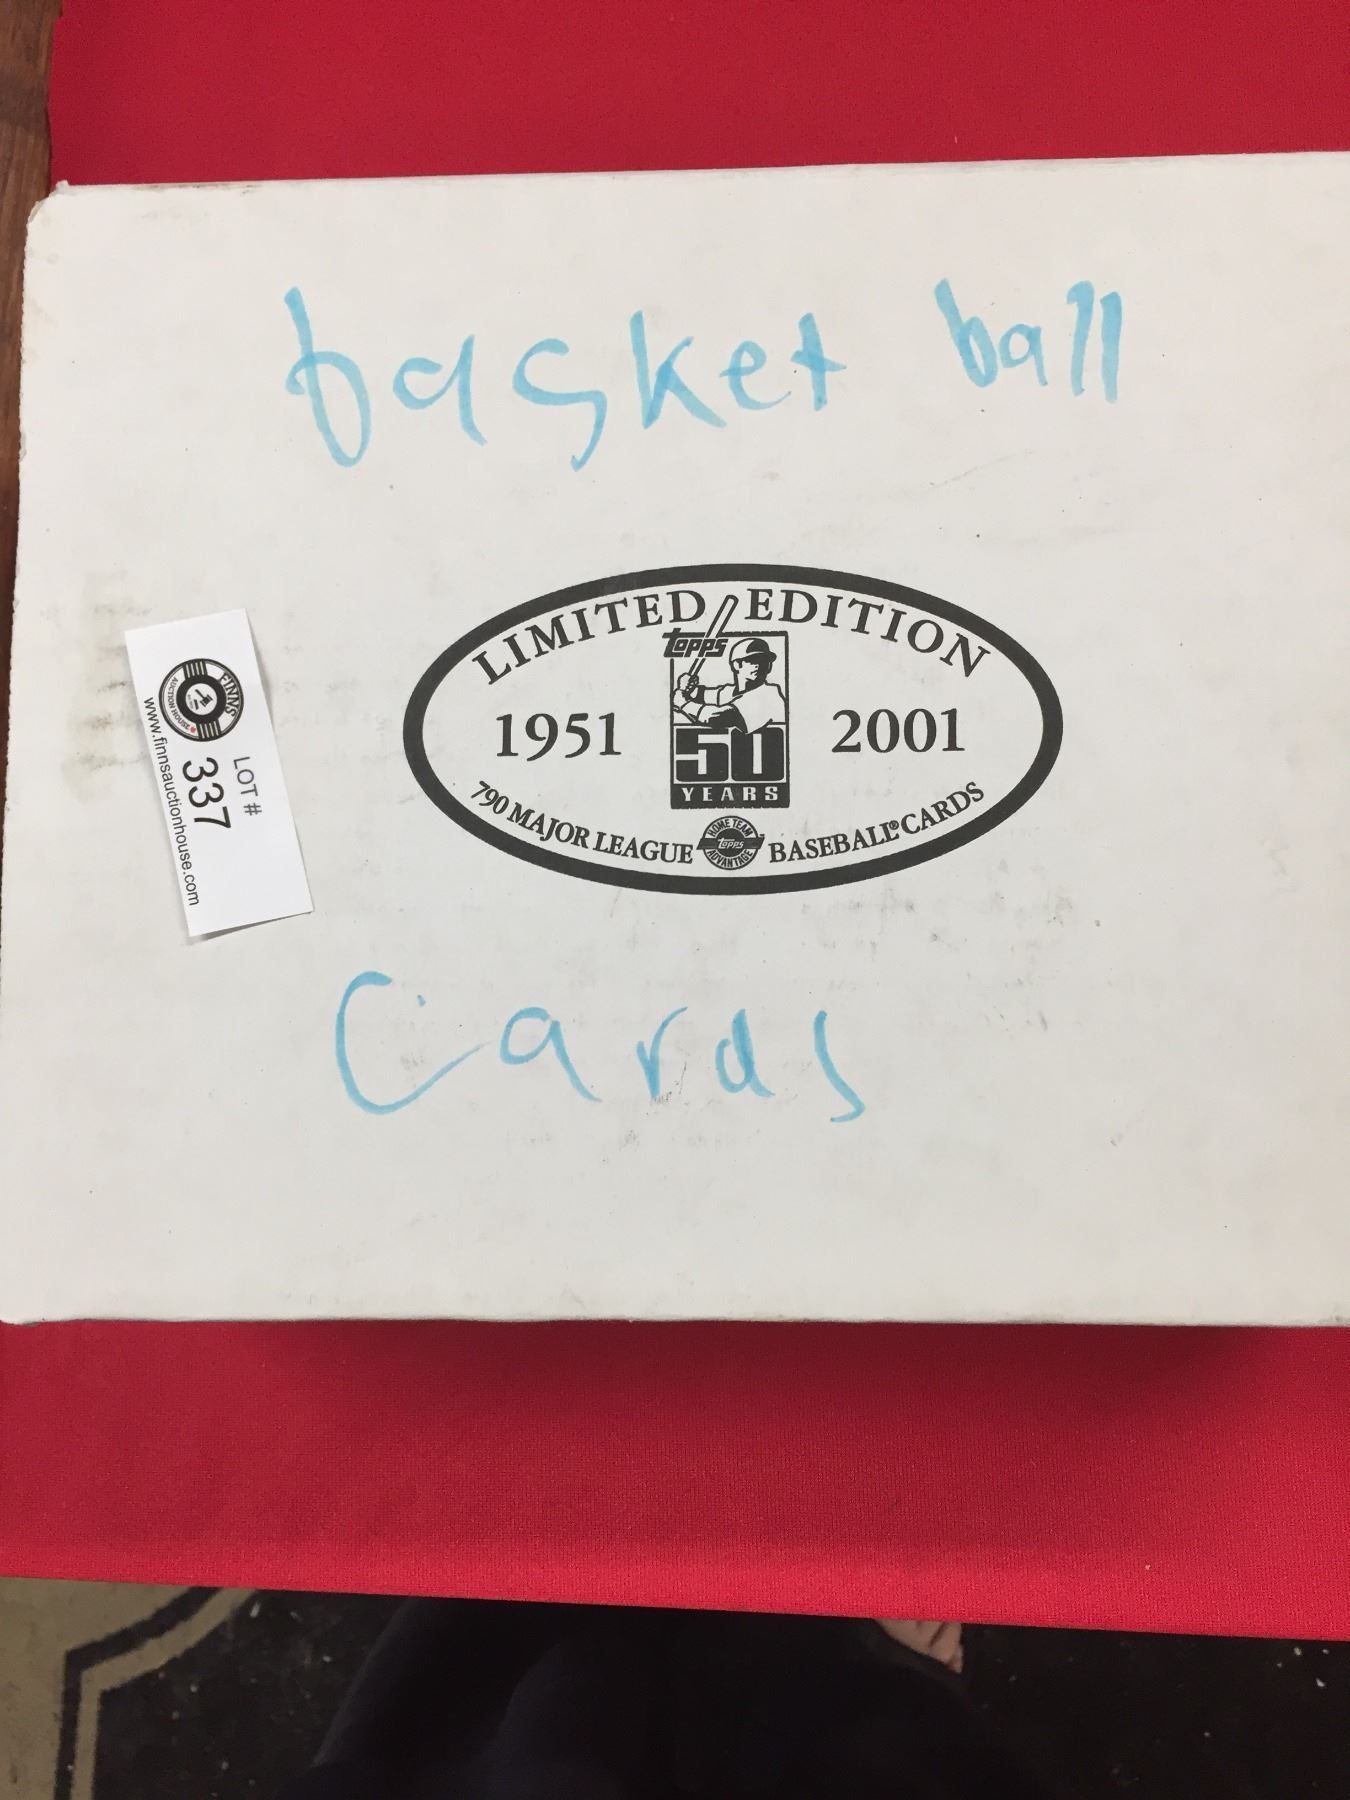 basket ball
LIMITED EDITION
topps
1951
2001
50
YEARS
790 MAJOR LEAGUE
HOME TEAM
topps
ADVANTAGE
BASEBALL® CARDS
FINNS
AUCTION HOUSE
LOT #
337
www.finnsauctionhouse.com
Cards